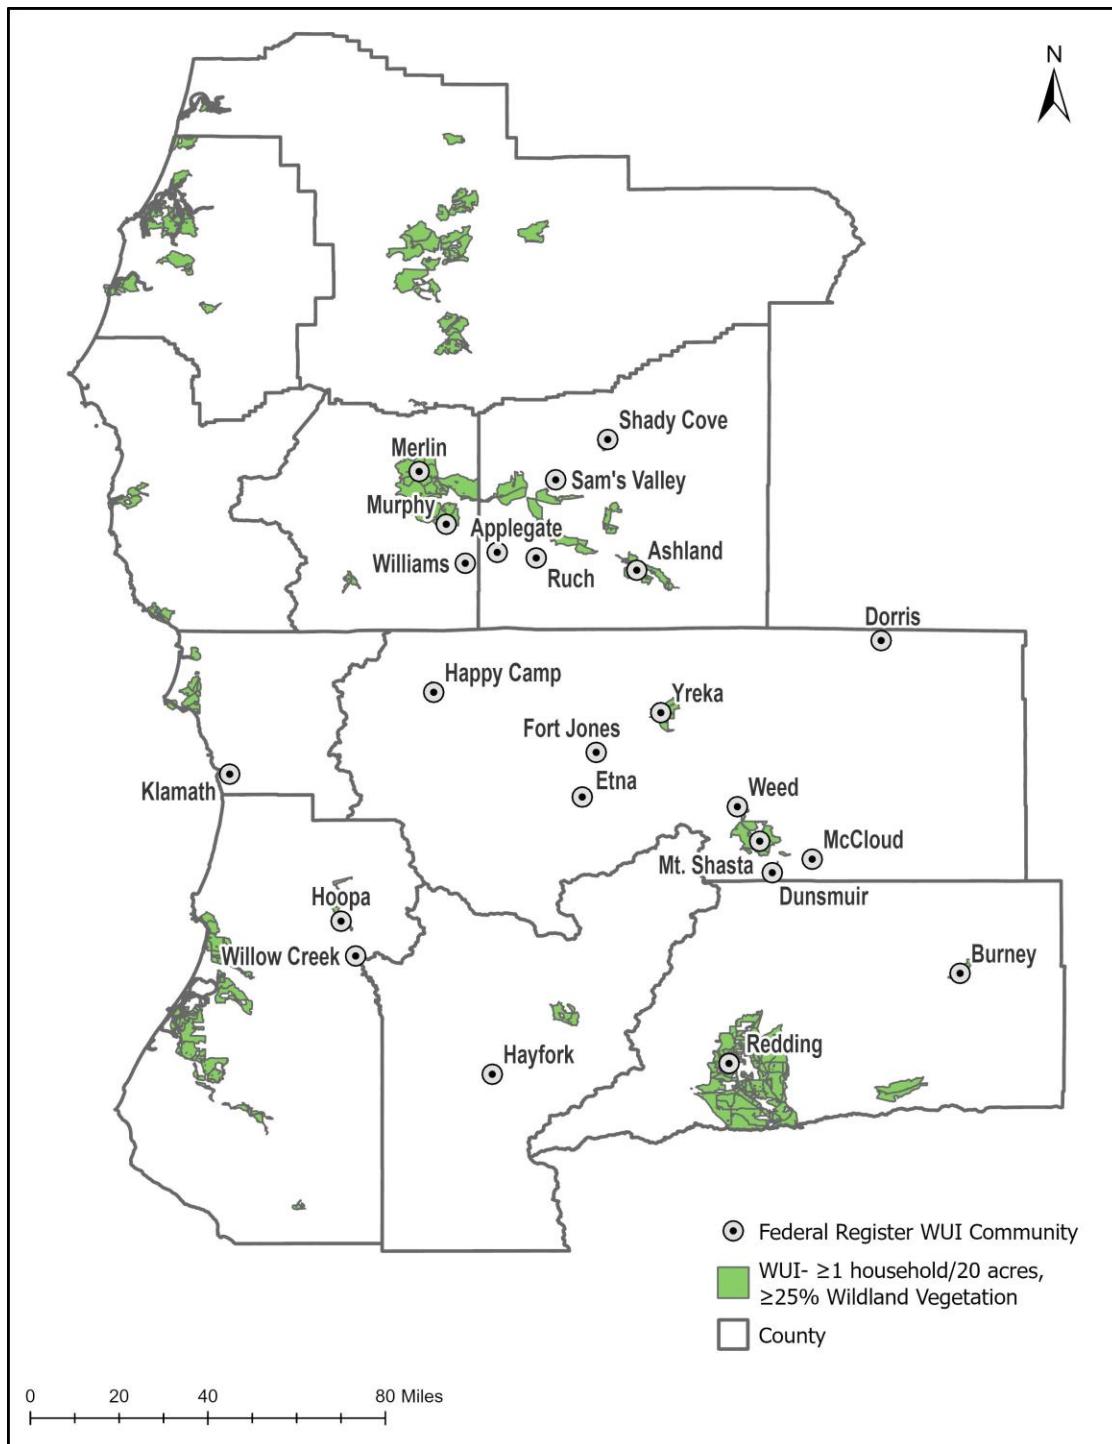 N
Shady Cove
Merlin
Sam's Valley
Murphy
Applegate
Williams
Ruch
Ashland
Dorris
Happy Camp
Yreka
Fort Jones
Etna
Weed
Klamath
McCloud
Mt. Shasta
Dunsmuir
Hoopa
Willow Creek
Burney
Redding
Hayfork
Federal Register WUI Community
WUI- ≥1 household/20 acres,
≥25% Wildland Vegetation
County
0 20 40 80 Miles